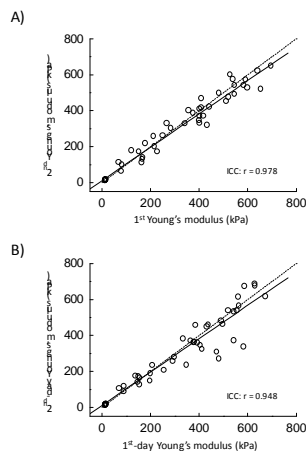 A)
800
600
400
200
0
0 200 400 600 800
ICC: r = 0.978
1st Young's modulus (kPa)
B)
800
600
400
200
0
0 200 400 600 800
ICC: r = 0.948
1st-day Young's modulus (kPa)